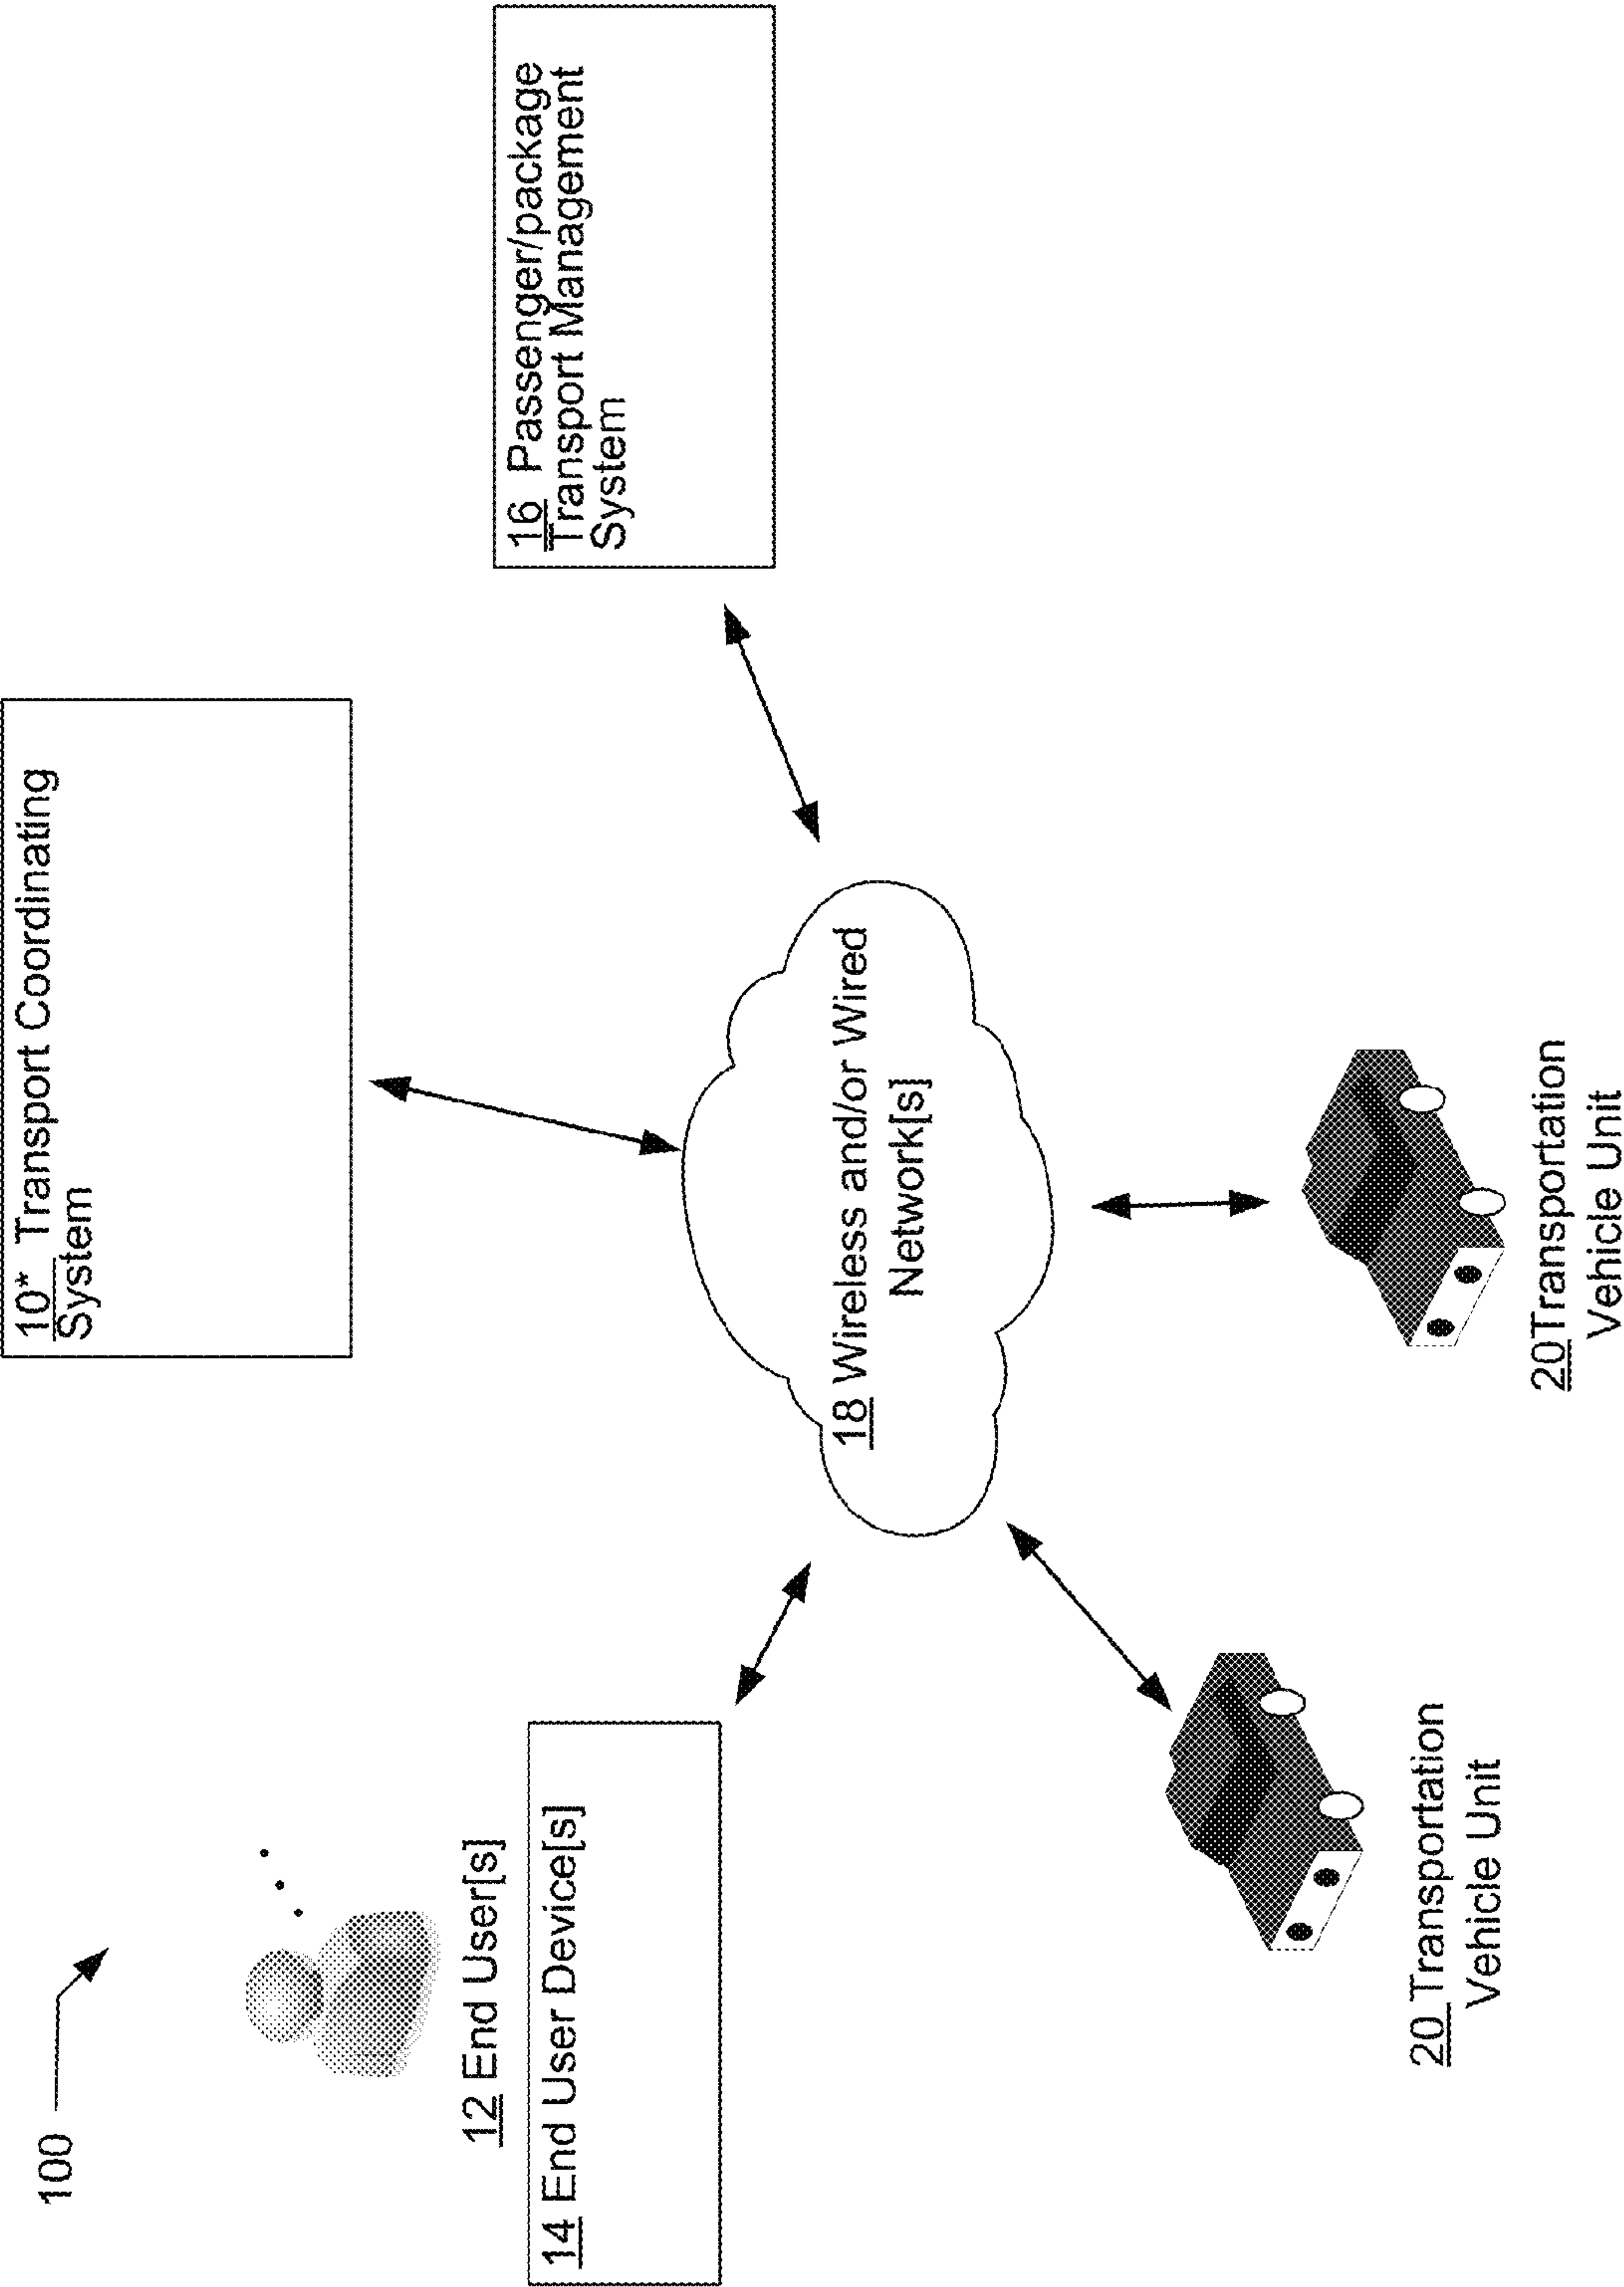 100
10* Transport Coordinating
System
12 End User[s]
14 End User Device[s]
16 Passenger/package
Transport Management
System
18 Wireless and/or Wired
Network[s]
20 Transportation
Vehicle Unit
20Transportation
Vehicle Unit